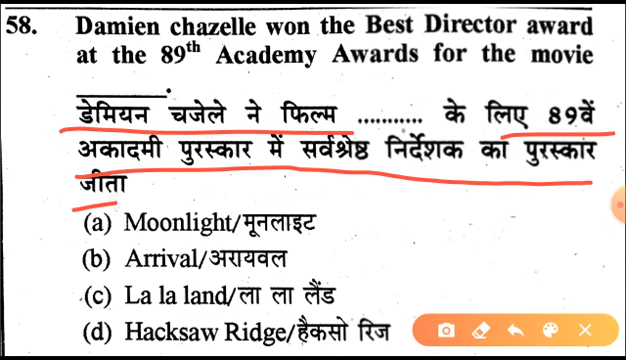 58. Damien chazelle won the Best Director award
at the 89th Academy Awards for the movie
__________.
डेमियन चजेले ने फिल्म ............ के लिए 89वें
अकादमी पुरस्कार में सर्वश्रेष्ठ निर्देशक का पुरस्कार
जीता
(a) Moonlight/मूनलाइट
(b) Arrival/अरायवल
(c) La la land/ला ला लैंड
(d) Hacksaw Ridge/हैकसो रिज